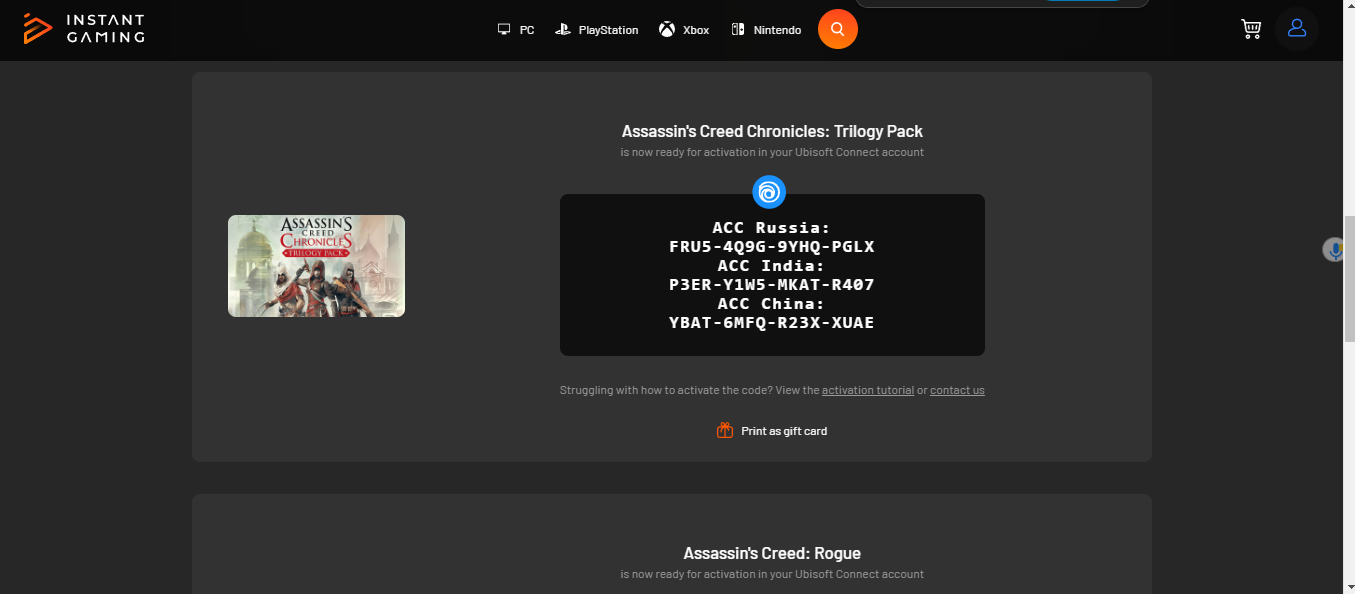 INSTANT
GAMING
PC
PlayStation
Xbox
Nintendo
Assassin's Creed Chronicles: Trilogy Pack
is now ready for activation in your Ubisoft Connect account
ASSASSIN'S
CREED
CHRONICLES
TRILOGY PACK
ACC Russia:
FRU5-4Q9G-9YHQ-PGLX
ACC India:
P3ER-Y1W5-MKAT-R407
ACC China:
YBAT-6MFQ-R23X-XUAE
Struggling with how to activate the code? View the activation tutorial or contact us
Print as gift card
Assassin's Creed: Rogue
is now ready for activation in your Ubisoft Connect account